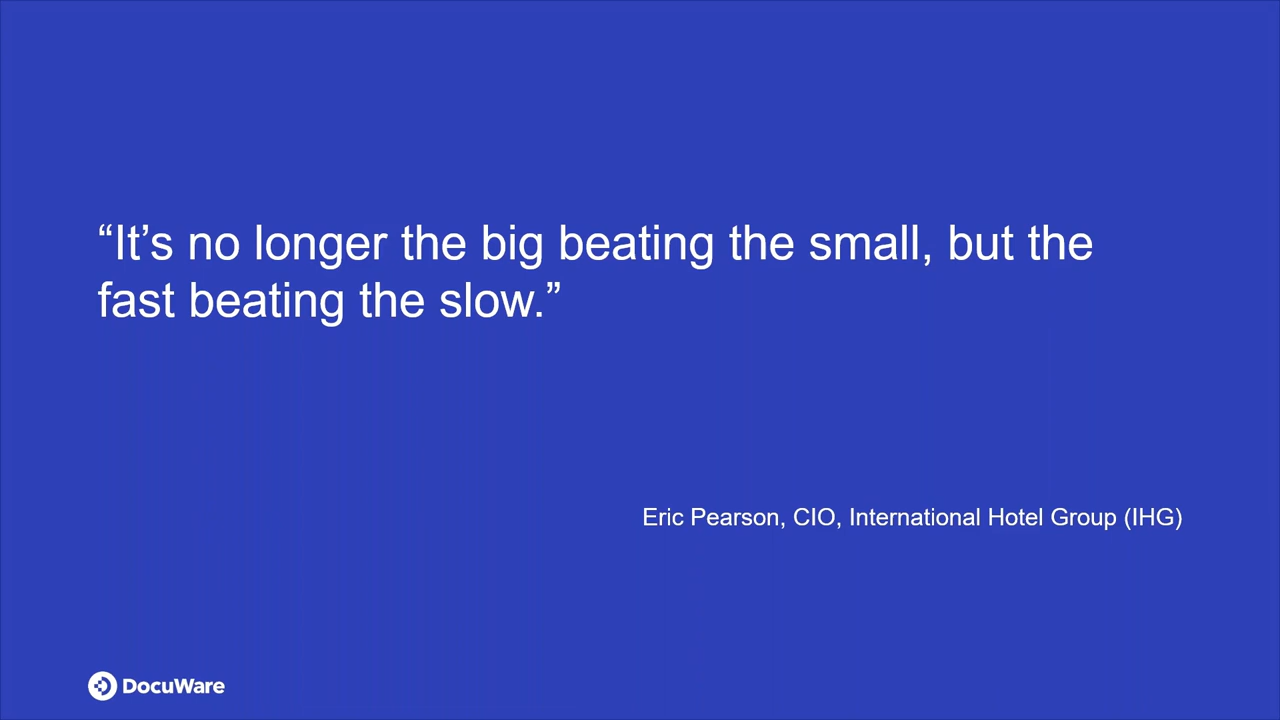 “It’s no longer the big beating the small, but the
fast beating the slow.”
Eric Pearson, CIO, International Hotel Group (IHG)
DocuWare